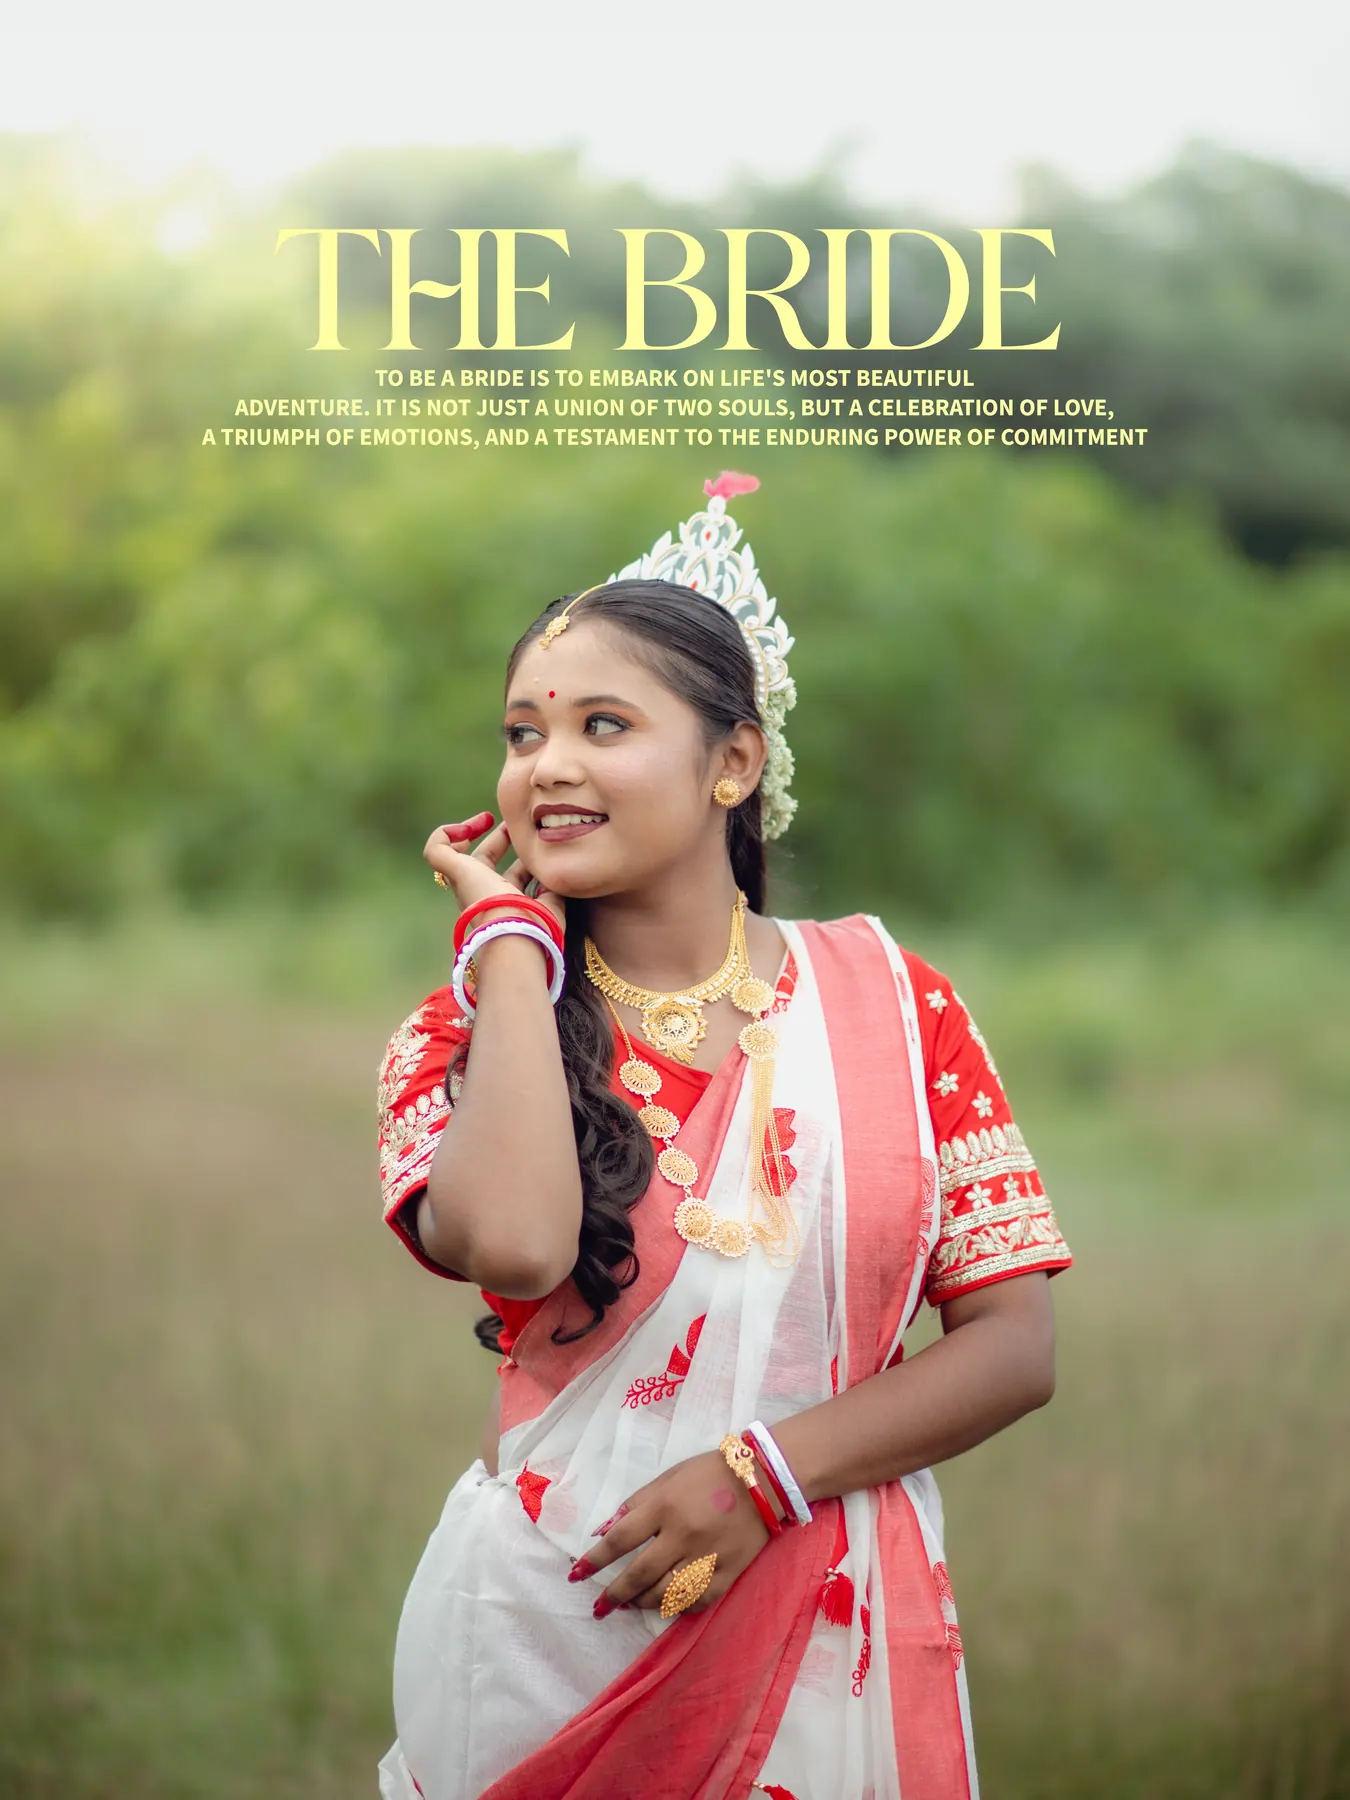 THE BRIDE
TO BE A BRIDE IS TO EMBARK ON LIFE'S MOST BEAUTIFUL
ADVENTURE. IT IS NOT JUST A UNION OF TWO SOULS, BUT A CELEBRATION OF LOVE,
A TRIUMPH OF EMOTIONS, AND A TESTAMENT TO THE ENDURING POWER OF COMMITMENT